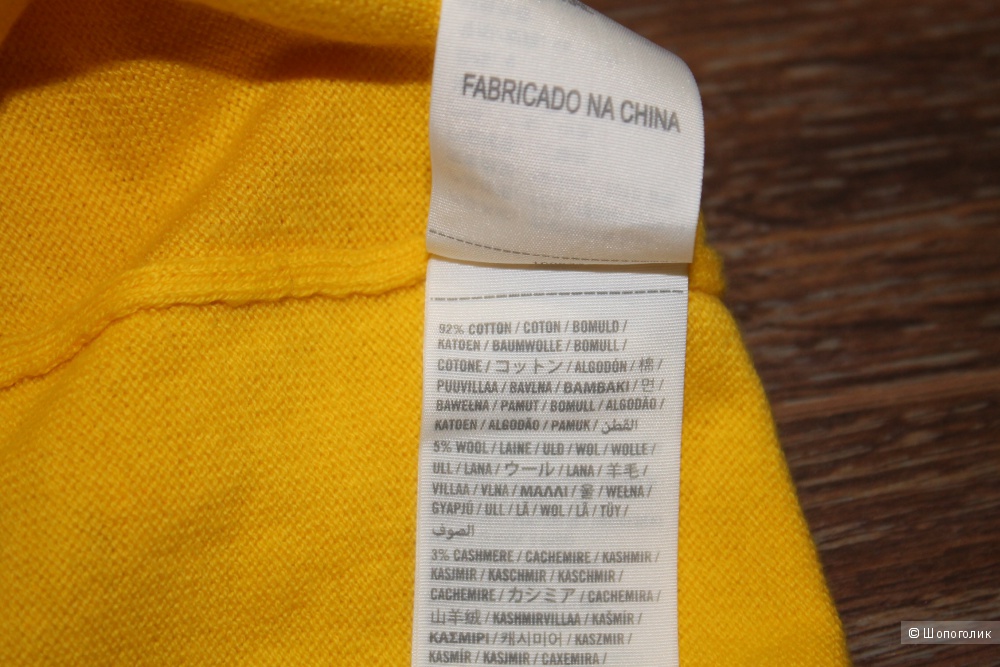 FABRICADO NA CHINA
92% COTTON / COTON / BOMULD /
KATOEN / BAUMWOLLE / BOMULL /
COTONE / コットン / ALGODÓN / 棉 /
PUUVILLAA / BAVLNA / ΒΑΜΒΑΚΙ / 면 /
BAWEŁNA / PAMUT / BOMULL / ALGODÃO /
KATOEN / ALGODÃO / PAMUK / القطن
5% WOOL / LAINE / ULD / WOL / WOLLE /
ULL / LANA / ウール / LANA / 羊毛 /
VILLAA / VLNA / ΜΑΛΛΙ / 울 / WEŁNA /
GYAPJÚ / ULL / LÃ / WOL / LÃ / TÜY /
الصوف
3% CASHMERE / CACHEMIRE / KASHMIR /
KASJMIR / KASCHMIR / KASCHMIR /
CACHEMIRE / カシミア / CACHEMIRA /
山羊绒 / KASHMIRVILLAA / KAŠMÍR /
ΚΑΣΜΙΡΙ / 캐시미어 / KASZMIR /
KASMÍR / KASJMIR / CAXEMIRA /
© Шопоголик